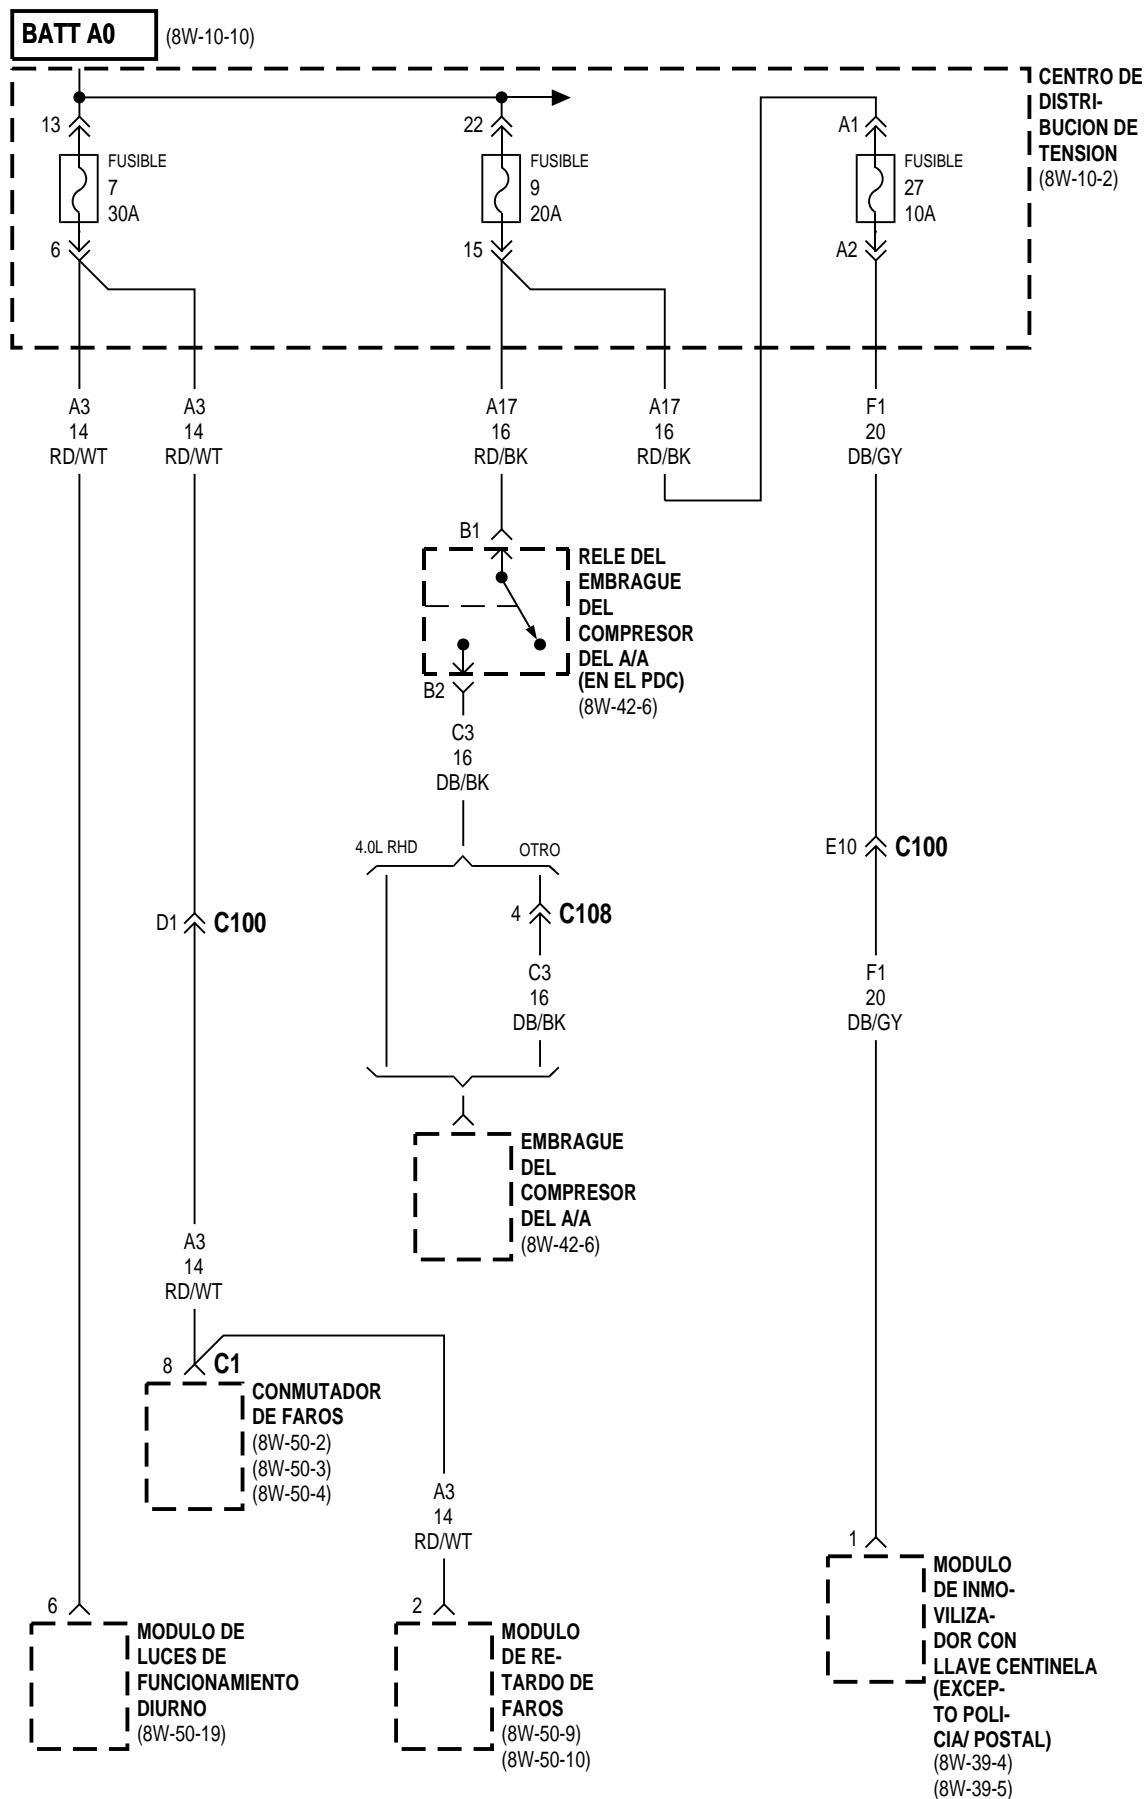 BATT A0 (8W-10-10)
CENTRO DE
DISTRI-
BUCION DE
TENSION
(8W-10-2)
13
FUSIBLE
7
30A
6
22
FUSIBLE
9
20A
15
A1
FUSIBLE
27
10A
A2
A3
14
RD/WT
A3
14
RD/WT
A17
16
RD/BK
A17
16
RD/BK
F1
20
DB/GY
B1
RELE DEL
EMBRAGUE
DEL
COMPRESOR
DEL A/A
(EN EL PDC)
(8W-42-6)
B2
C3
16
DB/BK
4.0L RHD
OTRO
E10 C100
D1 C100
4 C108
C3
16
DB/BK
F1
20
DB/GY
EMBRAGUE
DEL
COMPRESOR
DEL A/A
(8W-42-6)
A3
14
RD/WT
8 C1
CONMUTADOR
DE FAROS
(8W-50-2)
(8W-50-3)
(8W-50-4)
A3
14
RD/WT
6
MODULO DE
LUCES DE
FUNCIONAMIENTO
DIURNO
(8W-50-19)
2
MODULO
DE RE-
TARDO DE
FAROS
(8W-50-9)
(8W-50-10)
1
MODULO
DE INMO-
VILIZA-
DOR CON
LLAVE CENTINELA
(EXCEP-
TO POLI-
CIA/ POSTAL)
(8W-39-4)
(8W-39-5)